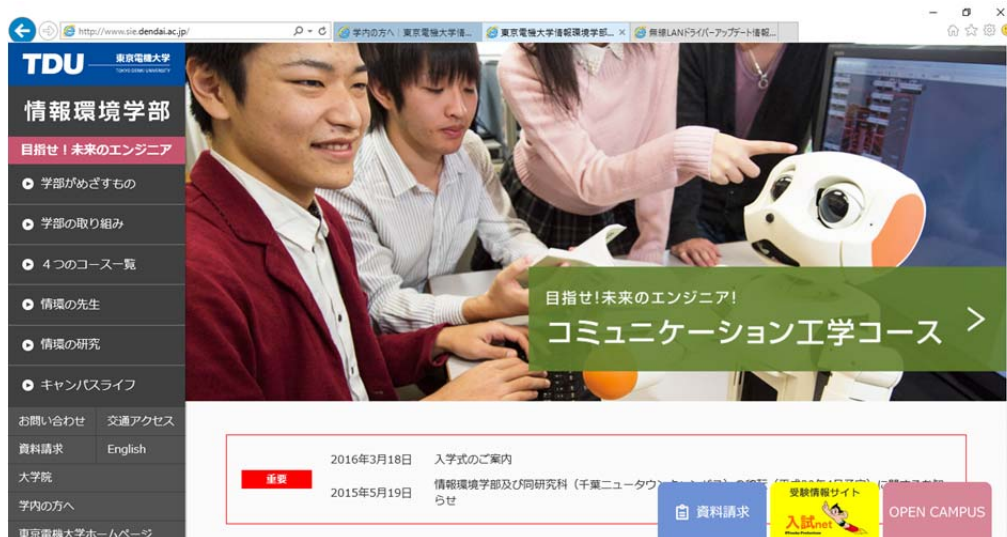 http://www.sie.dendai.ac.jp/
学内の方へ｜東京電機大学情...
東京電機大学情報環境学部...
無線LANドライバーアップデート情報...
TDU 東京電機大学
TOKYO DENKI UNIVERSITY
情報環境学部
目指せ！未来のエンジニア
学部がめざすもの
学部の取り組み
4つのコース一覧
情環の先生
情環の研究
キャンパスライフ
お問い合わせ 交通アクセス
資料請求 English
大学院
学内の方へ
東京電機大学ホームページ
目指せ!未来のエンジニア!
コミュニケーション工学コース
重要
2016年3月18日 入学式のご案内
2015年5月19日 情報環境学部及び同研究科（千葉ニュータウン
らせ
資料請求
受験情報サイト
入試net
OPEN CAMPUS